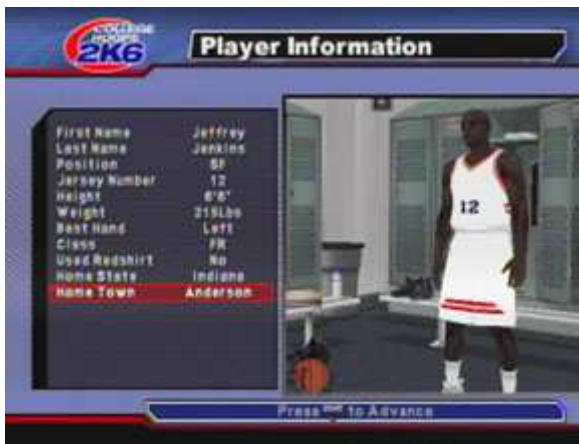 COLLEGE
HOOPS
2K6
Player Information
First Name Jeffrey
Last Name Jenkins
Position SF
Jersey Number 12
Height 6'6"
Weight 215Lbs
Best Hand Left
Class FR
Used Redshirt No
Home State Indiana
Home Town Anderson
12
Press to Advance